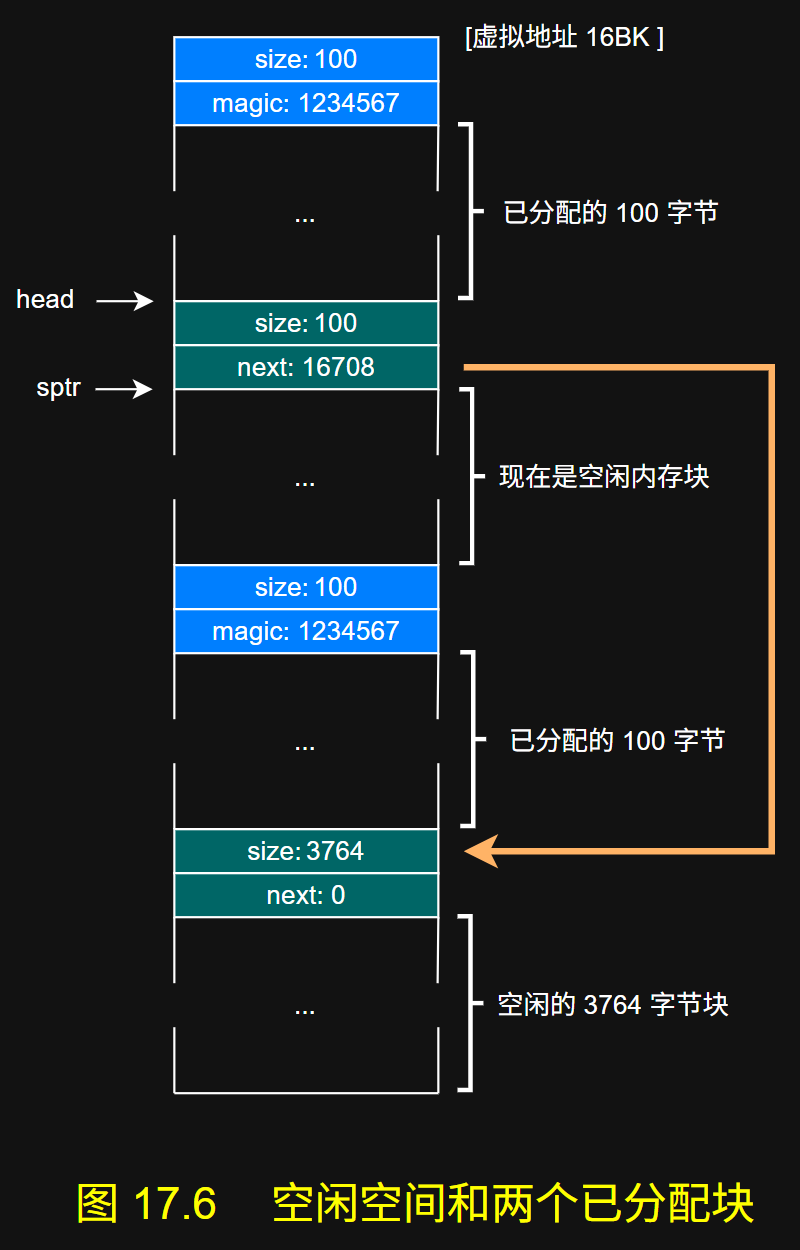 [虚拟地址 16BK ]
size: 100
magic: 1234567
...
已分配的 100 字节
head
size: 100
next: 16708
sptr
...
现在是空闲内存块
size: 100
magic: 1234567
...
已分配的 100 字节
size: 3764
next: 0
...
空闲的 3764 字节块
图 17.6 空闲空间和两个已分配块